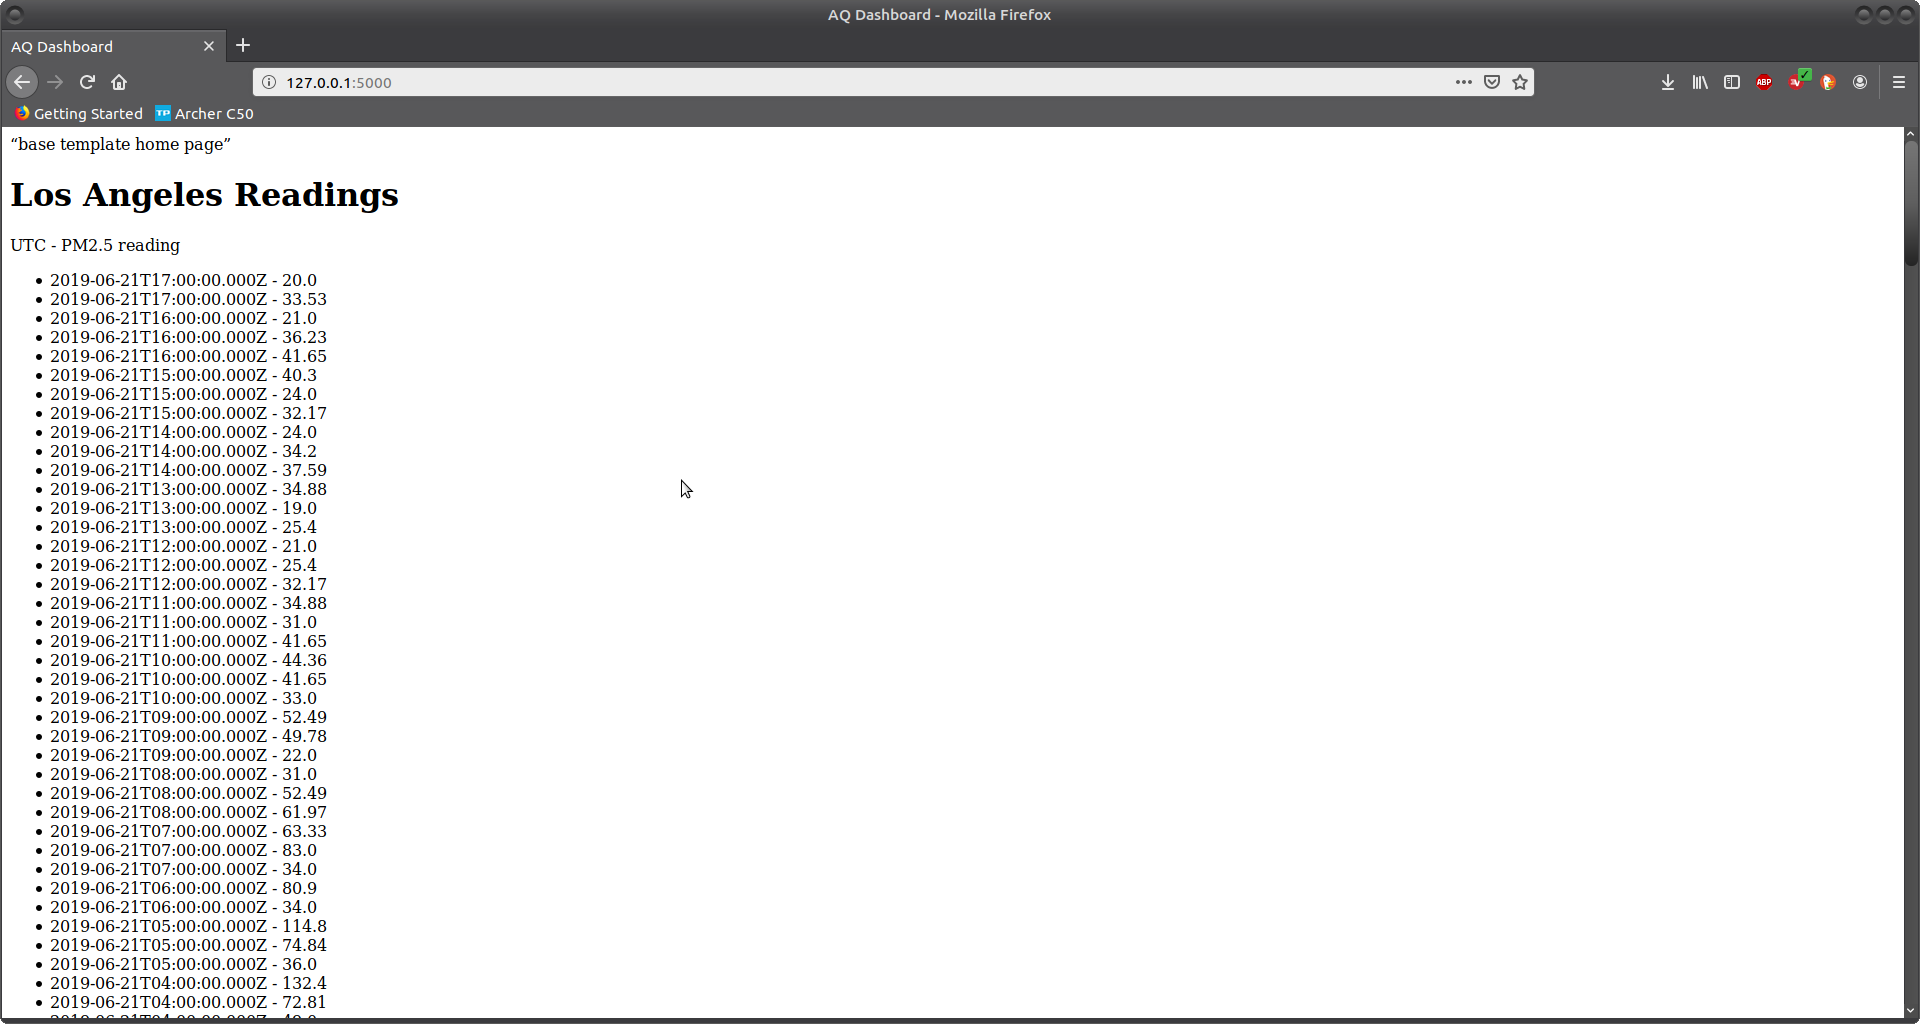 AQ Dashboard - Mozilla Firefox
AQ Dashboard
127.0.0.1:5000
ABP
Getting Started
TP
Archer C50
“base template home page”
Los Angeles Readings
UTC - PM2.5 reading
2019-06-21T17:00:00.000Z - 20.0
2019-06-21T17:00:00.000Z - 33.53
2019-06-21T16:00:00.000Z - 21.0
2019-06-21T16:00:00.000Z - 36.23
2019-06-21T16:00:00.000Z - 41.65
2019-06-21T15:00:00.000Z - 40.3
2019-06-21T15:00:00.000Z - 24.0
2019-06-21T15:00:00.000Z - 32.17
2019-06-21T14:00:00.000Z - 24.0
2019-06-21T14:00:00.000Z - 34.2
2019-06-21T14:00:00.000Z - 37.59
2019-06-21T13:00:00.000Z - 34.88
2019-06-21T13:00:00.000Z - 19.0
2019-06-21T13:00:00.000Z - 25.4
2019-06-21T12:00:00.000Z - 21.0
2019-06-21T12:00:00.000Z - 25.4
2019-06-21T12:00:00.000Z - 32.17
2019-06-21T11:00:00.000Z - 34.88
2019-06-21T11:00:00.000Z - 31.0
2019-06-21T11:00:00.000Z - 41.65
2019-06-21T10:00:00.000Z - 44.36
2019-06-21T10:00:00.000Z - 41.65
2019-06-21T10:00:00.000Z - 33.0
2019-06-21T09:00:00.000Z - 52.49
2019-06-21T09:00:00.000Z - 49.78
2019-06-21T09:00:00.000Z - 22.0
2019-06-21T08:00:00.000Z - 31.0
2019-06-21T08:00:00.000Z - 52.49
2019-06-21T08:00:00.000Z - 61.97
2019-06-21T07:00:00.000Z - 63.33
2019-06-21T07:00:00.000Z - 83.0
2019-06-21T07:00:00.000Z - 34.0
2019-06-21T06:00:00.000Z - 80.9
2019-06-21T06:00:00.000Z - 34.0
2019-06-21T05:00:00.000Z - 114.8
2019-06-21T05:00:00.000Z - 74.84
2019-06-21T05:00:00.000Z - 36.0
2019-06-21T04:00:00.000Z - 132.4
2019-06-21T04:00:00.000Z - 72.81